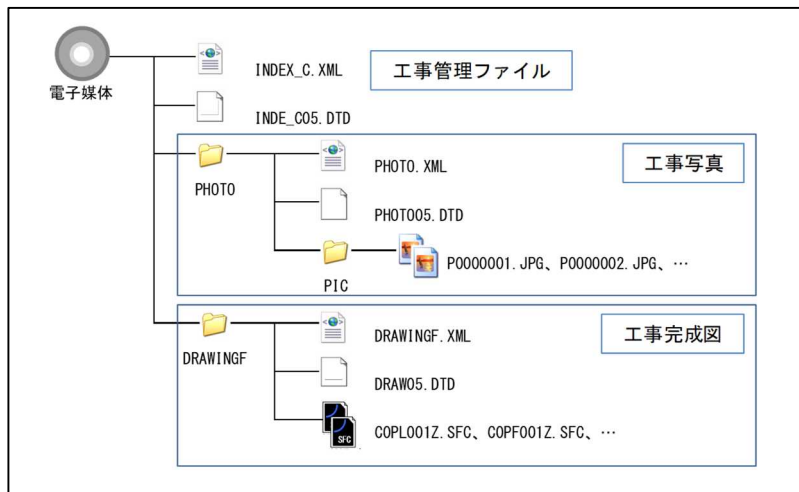 電子媒体
INDEX_C.XML
工事管理ファイル
INDE_C05.DTD
PHOTO
PHOTO.XML
工事写真
PHOTO05.DTD
PIC
P0000001.JPG、P0000002.JPG、…
DRAWINGF
DRAWINGF.XML
工事完成図
DRAW05.DTD
SFC
COPL001Z.SFC、COPF001Z.SFC、…